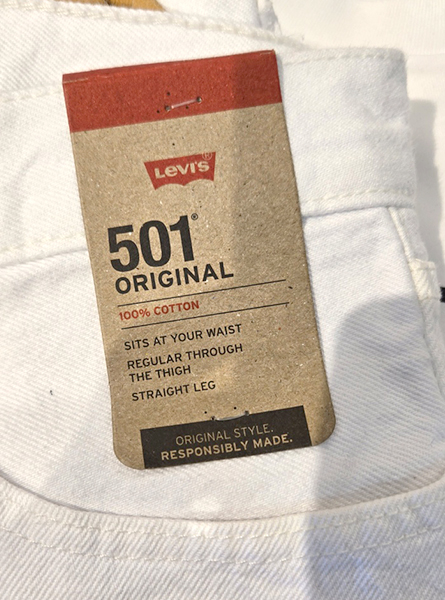 Levi's®
501®
ORIGINAL
100% COTTON
SITS AT YOUR WAIST
REGULAR THROUGH
THE THIGH
STRAIGHT LEG
ORIGINAL STYLE.
RESPONSIBLY MADE.